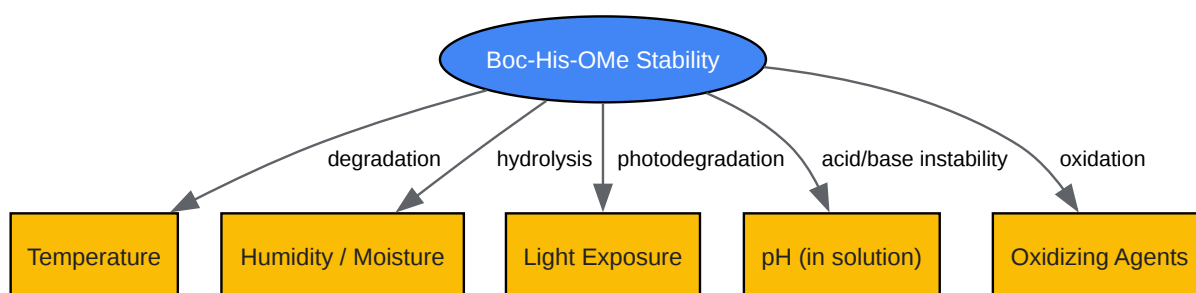 Boc-His-OMe Stability
degradation
hydrolysis
photodegradation
acid/base instability
oxidation
Temperature
Humidity / Moisture
Light Exposure
pH (in solution)
Oxidizing Agents